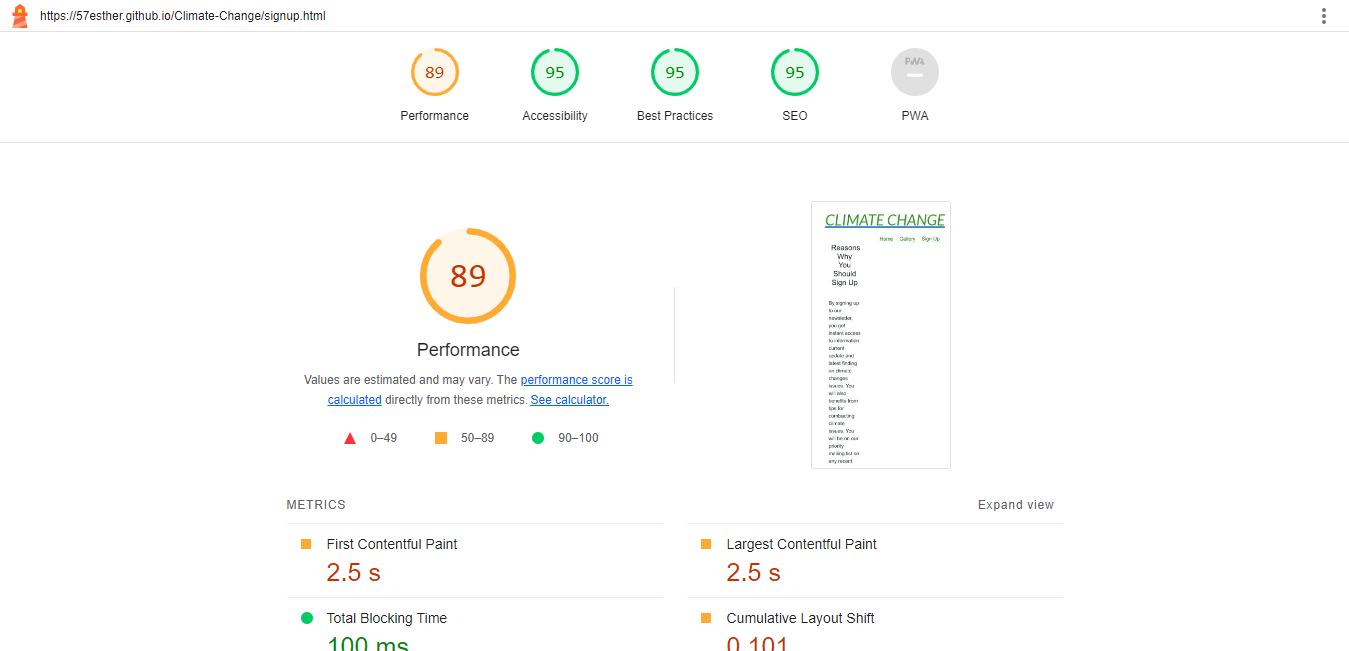 https://57esther.github.io/Climate-Change/signup.html
89
95
95
95
PWA
Performance
Accessibility
Best Practices
SEO
PWA
89
Performance
Values are estimated and may vary. The performance score is
calculated directly from these metrics. See calculator.
0–49
50–89
90–100
CLIMATE CHANGE
Home Gallery Sign Up
Reasons
Why
You
Should
Sign Up
By signing up
to our
newsletter,
you get
instant access
to information
current
update and
latest finding
on climate
changes
issues. You
will also
benefits from
tips for
combacting
climate
issues. You
will be on our
priority
mailing list on
any recent
METRICS
Expand view
First Contentful Paint
2.5 s
Largest Contentful Paint
2.5 s
Total Blocking Time
100 ms
Cumulative Layout Shift
0.101